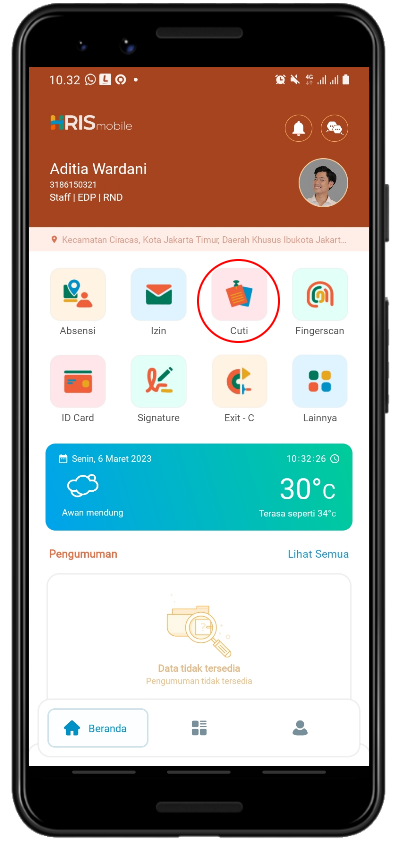 10.32
4G
HRIS mobile
Aditia Wardani
3186150321
Staff | EDP | RND
Kecamatan Ciracas, Kota Jakarta Timur, Daerah Khusus Ibukota Jakart...
Absensi Izin Cuti Fingerscan
ID Card Signature Exit - C Lainnya
Senin, 6 Maret 2023 10:32:26
30°C
Awan mendung Terasa seperti 34°c
Pengumuman Lihat Semua
Data tidak tersedia
Pengumuman tidak tersedia
Beranda